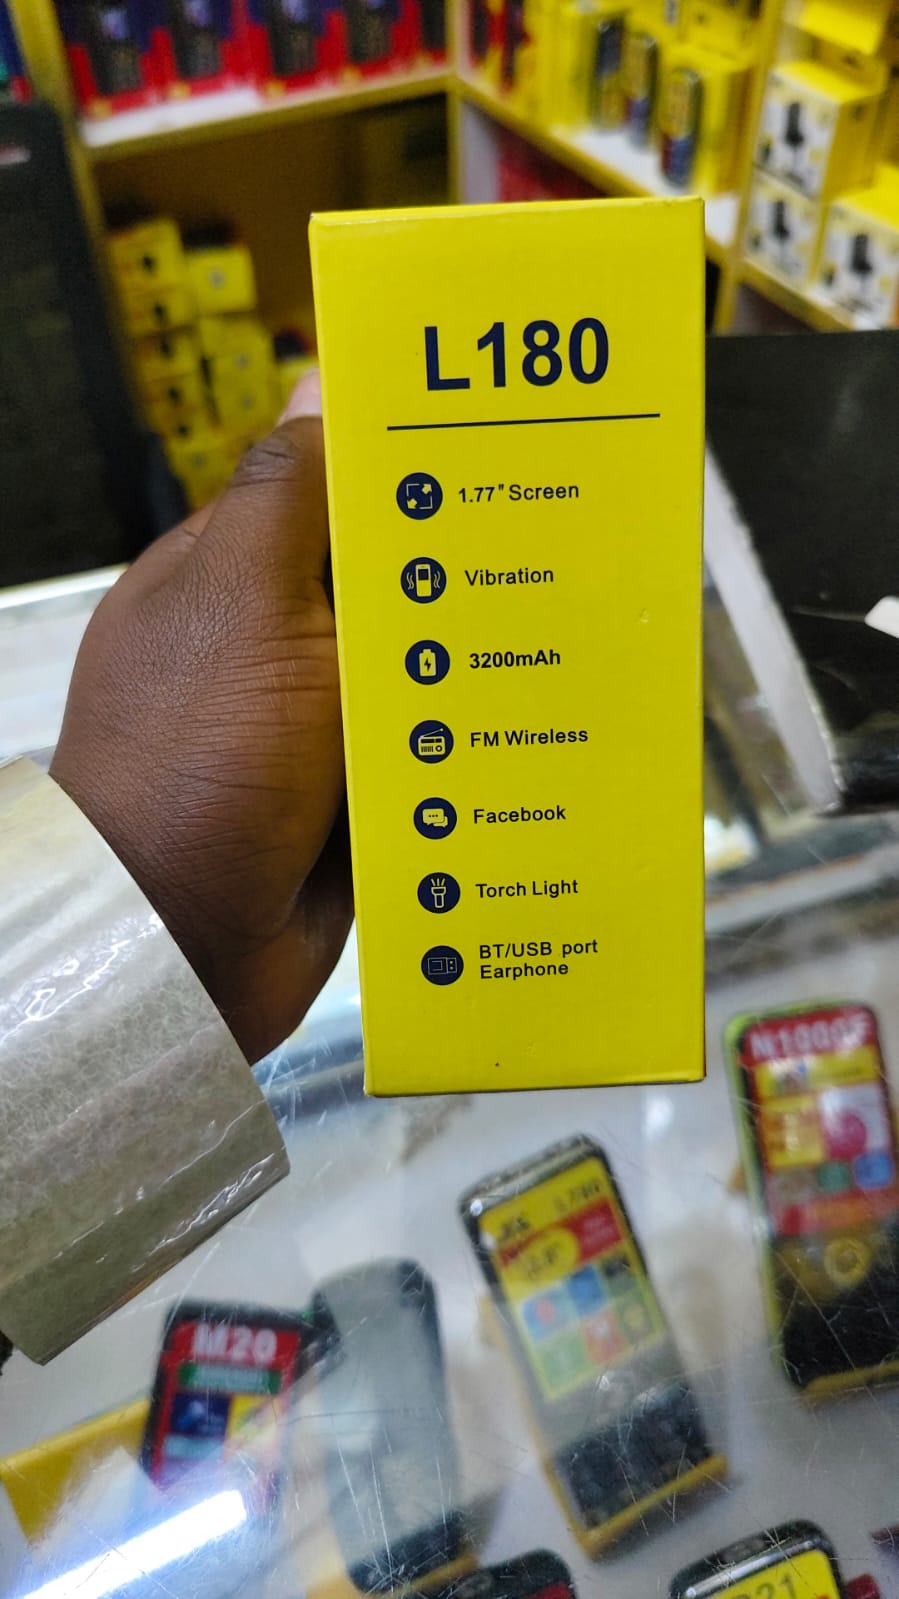 L180
1.77" Screen
Vibration
3200mAh
FM Wireless
Facebook
Torch Light
BT/USB port
Earphone
M20